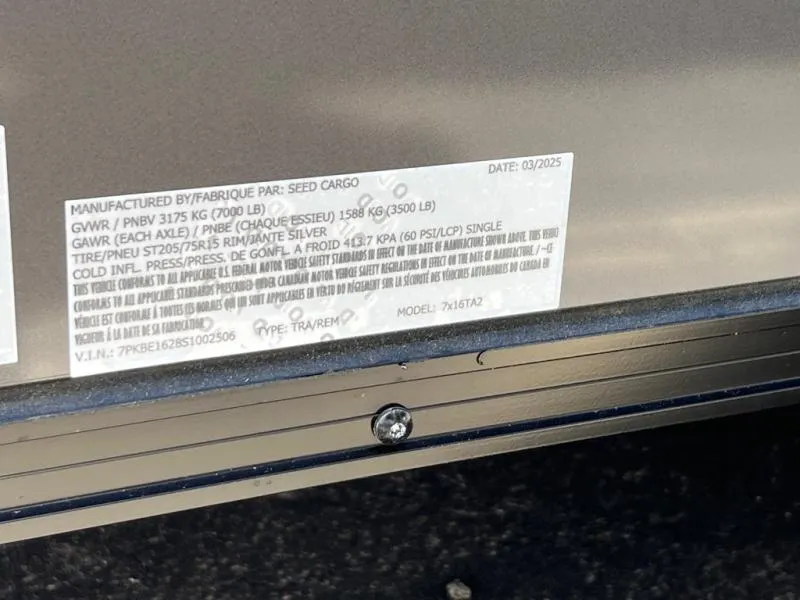 MANUFACTURED BY/FABRIQUE PAR: SEED CARGO DATE: 03/2025
GVWR / PNBV 3175 KG (7000 LB)
GAWR (EACH AXLE) / PNBE (CHAQUE ESSIEU) 1588 KG (3500 LB)
TIRE/PNEU ST205/75R15 RIM/JANTE SILVER
COLD INFL. PRESS/PRESS. DE GONFL. A FROID 413.7 KPA (60 PSI/LCP) SINGLE
THIS VEHICLE CONFORMS TO ALL APPLICABLE U.S. FEDERAL MOTOR VEHICLE SAFETY STANDARDS IN EFFECT ON THE DATE OF MANUFACTURE SHOWN ABOVE. THIS VEHICLE
CONFORMS TO ALL APPLICABLE STANDARDS PRESCRIBED UNDER CANADIAN MOTOR VEHICLE SAFETY REGULATIONS IN EFFECT ON THE DATE OF MANUFACTURE. / -CE
VEHICULE EST CONFORME À TOUTES LES NORMES QUI LUI SONT APPLICABLES EN VERTU DU RÉGLEMENT SUR LA SÉCURITÉ DES VÉHICULES AUTOMOBILES DU CANADA EN
VIGUEUR À LA DATE DE SA FABRICATION
V.I.N.: 7PKBE1628S1002506 TYPE: TRA/REM MODEL: 7x16TA2